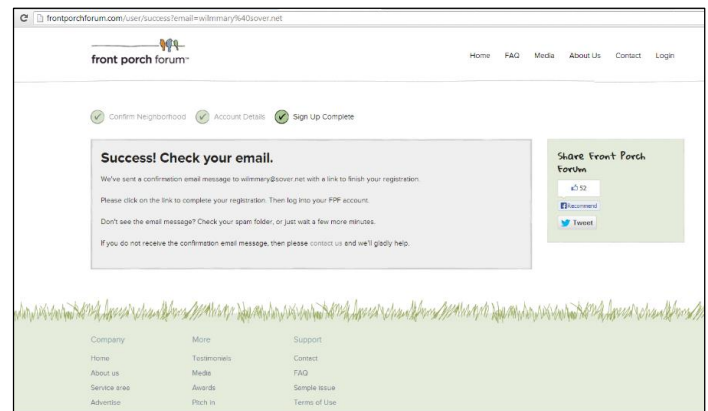 frontporchforum.com/user/success?email=wilmmary%40sover.net
front porch forum
Home FAQ Media About Us Contact Login
Confirm Neighborhood Account Details Sign Up Complete
Success! Check your email.
We've sent a confirmation email message to wilmmery@sover.net with a link to finish your registration.
Please click on the link to complete your registration. Then log into your FPF account.
Don't see the email message? Check your spam folder, or just wait a few more minutes.
If you do not receive the confirmation email message, then please contact us and we'll gladly help.
Share Front Porch
Forum
52
Recommend
Tweet
Company More Support
Home Testimonials Contact
About us Media FAQ
Service area Awards Sample Issue
Advertise Pitch In Terms of Use